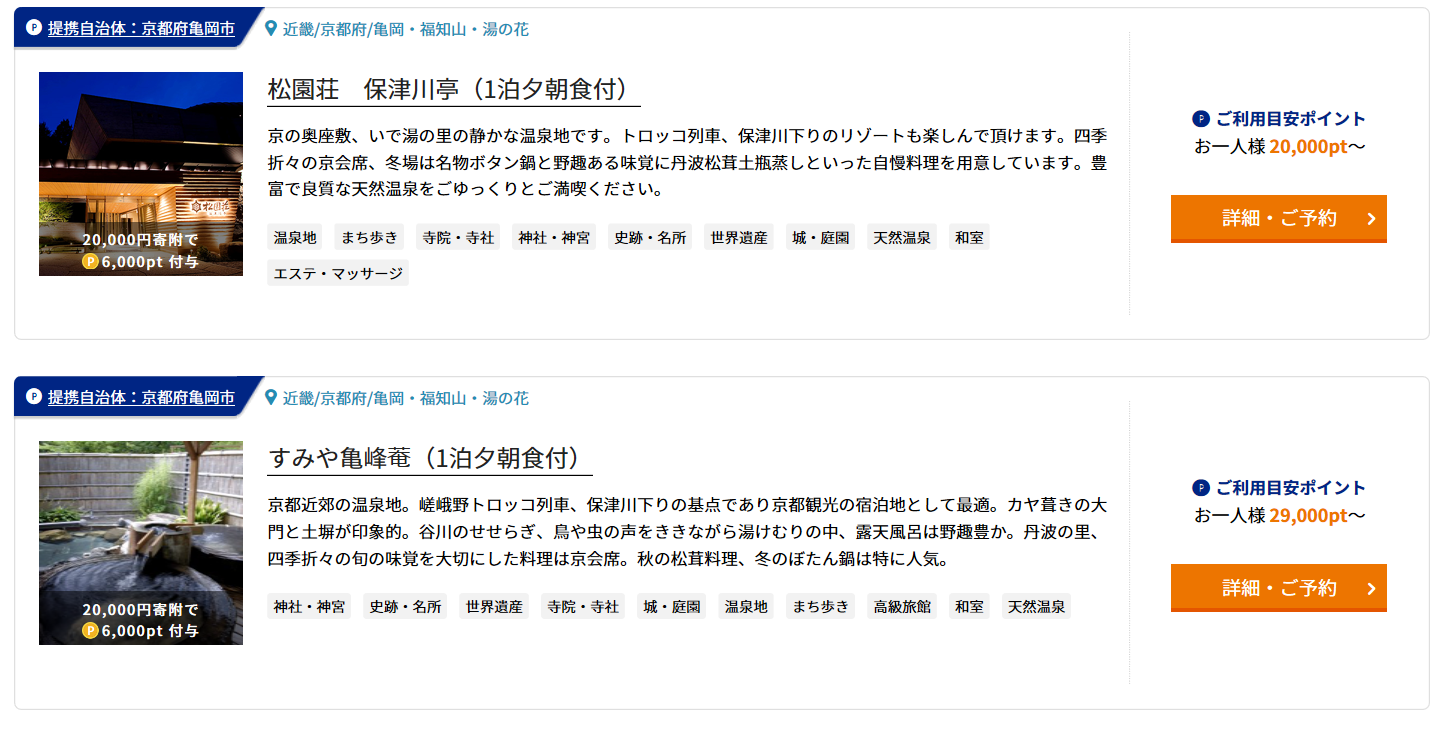 提携自治体：京都府亀岡市
近畿/京都府/亀岡・福知山・湯の花
松園荘　保津川亭（1泊夕朝食付）
京の奥座敷、いで湯の里の静かな温泉地です。トロッコ列車、保津川下りのリゾートも楽しんで頂けます。四季
折々の京会席、冬場は名物ボタン鍋と野趣ある味覚に丹波松茸土瓶蒸しといった自慢料理を用意しています。豊
富で良質な天然温泉をごゆっくりとご満喫ください。
20,000円寄附で
P 6,000pt 付与
温泉地 まち歩き 寺院・寺社 神社・神宮 史跡・名所 世界遺産 城・庭園 天然温泉 和室
エステ・マッサージ
P ご利用目安ポイント
お一人様 20,000pt～
詳細・ご予約
提携自治体：京都府亀岡市
近畿/京都府/亀岡・福知山・湯の花
すみや亀峰菴（1泊夕朝食付）
京都近郊の温泉地。嵯峨野トロッコ列車、保津川下りの基点であり京都観光の宿泊地として最適。カヤ葺きの大
門と土塀が印象的。谷川のせせらぎ、鳥や虫の声をききながら湯けむりの中、露天風呂は野趣豊か。丹波の里、
四季折々の旬の味覚を大切にした料理は京会席。秋の松茸料理、冬のぼたん鍋は特に人気。
20,000円寄附で
P 6,000pt 付与
神社・神宮 史跡・名所 世界遺産 寺院・寺社 城・庭園 温泉地 まち歩き 高級旅館 和室 天然温泉
P ご利用目安ポイント
お一人様 29,000pt～
詳細・ご予約